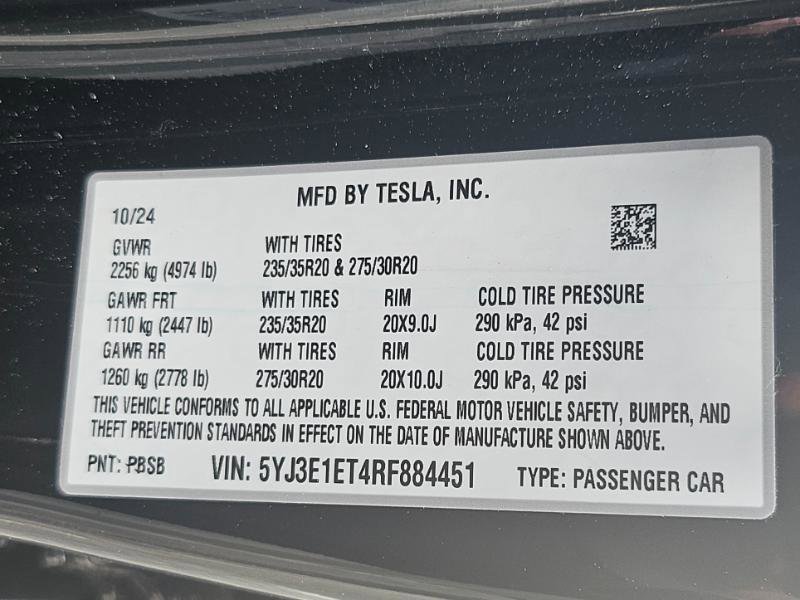 MFD BY TESLA, INC.
10/24
GVWR WITH TIRES
2256 kg (4974 lb) 235/35R20 & 275/30R20
GAWR FRT WITH TIRES RIM COLD TIRE PRESSURE
1110 kg (2447 lb) 235/35R20 20X9.0J 290 kPa, 42 psi
GAWR RR WITH TIRES RIM COLD TIRE PRESSURE
1260 kg (2778 lb) 275/30R20 20X10.0J 290 kPa, 42 psi
THIS VEHICLE CONFORMS TO ALL APPLICABLE U.S. FEDERAL MOTOR VEHICLE SAFETY, BUMPER, AND
THEFT PREVENTION STANDARDS IN EFFECT ON THE DATE OF MANUFACTURE SHOWN ABOVE.
PNT: PBSB VIN: 5YJ3E1ET4RF884451 TYPE: PASSENGER CAR